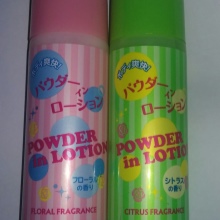 パウダー
イン
ローション
POWDER
in LOTION
フローラル
の香り
FLORAL FRAGRANCE
パウダー
イン
ローション
POWDER
in LOTION
シトラス
の香り
CITRUS FRAGRANCE